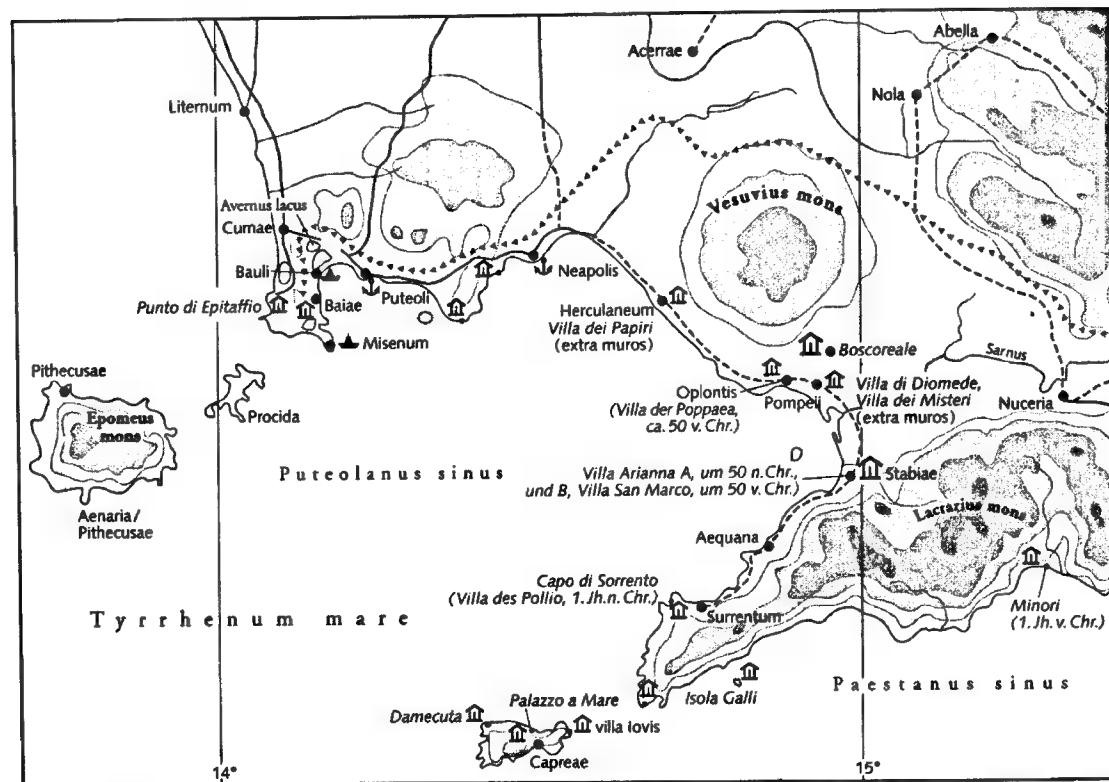 Abella
Acerrae
Nola
Liternum
Vesuvius mons
Avernus lacus
Cumae
Bauli
Neapolis
Puteoli
Punto di Epitaffio
Baiae
Herculaneum
Villa dei Papiri
(extra muros)
Misenum
Boscoreale
Sarnus
Pithecusae
Oplontis
(Villa der Poppaea,
ca. 50 v. Chr.)
Pompeii
Villa di Diomede,
Villa dei Misteri
(extra muros)
Nuceria
Procida
Epomeus
mons
Puteolanus sinus
Villa Arianna A, um 50 n. Chr.,
und B, Villa San Marco, um 50 v. Chr.)
Stabiae
Aenaria/
Pithecusae
Lacrarius mons
Aequana
Capo di Sorrento
(Villa des Pollio, 1. Jh. n. Chr.)
Surrentum
Minori
(1. Jh. v. Chr.)
Tyrrhenum mare
Isola Galli
Paestanus sinus
Palazzo a Mare
Damecuta
villa Iovis
Capreae
14°
15°